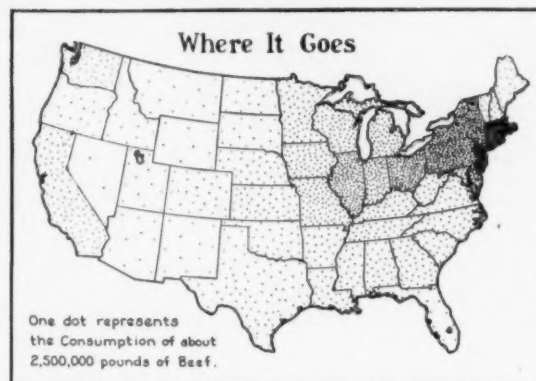 Where It Goes
One dot represents
the Consumption of about
2,500,000 pounds of Beef.